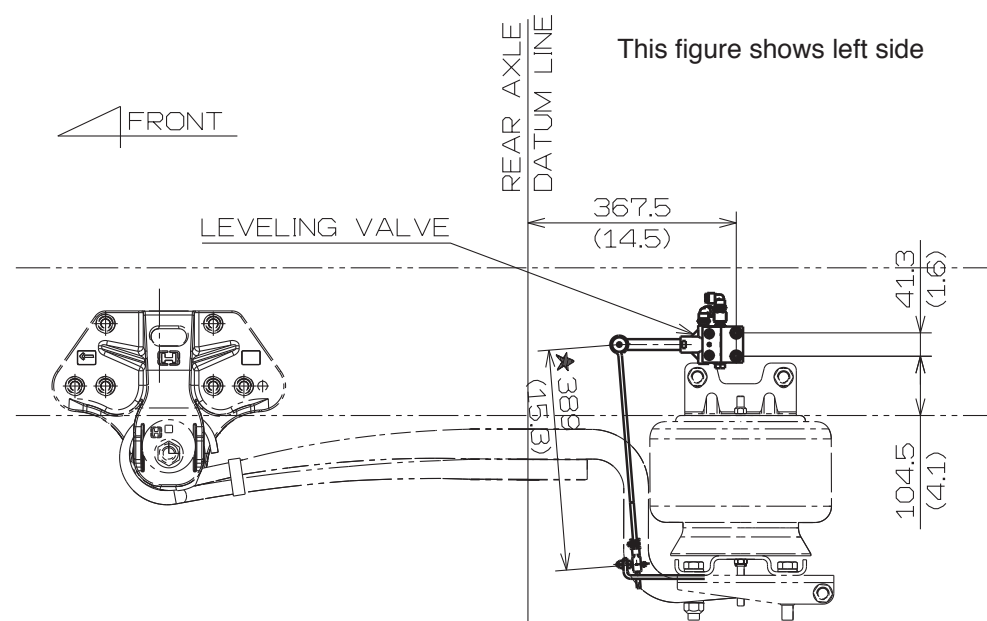 This figure shows left side
FRONT
REAR AXLE
DATUM LINE
367.5
(14.5)
LEVELING VALVE
41.3
(1.6)
★ 389
(15.3)
104.5
(4.1)